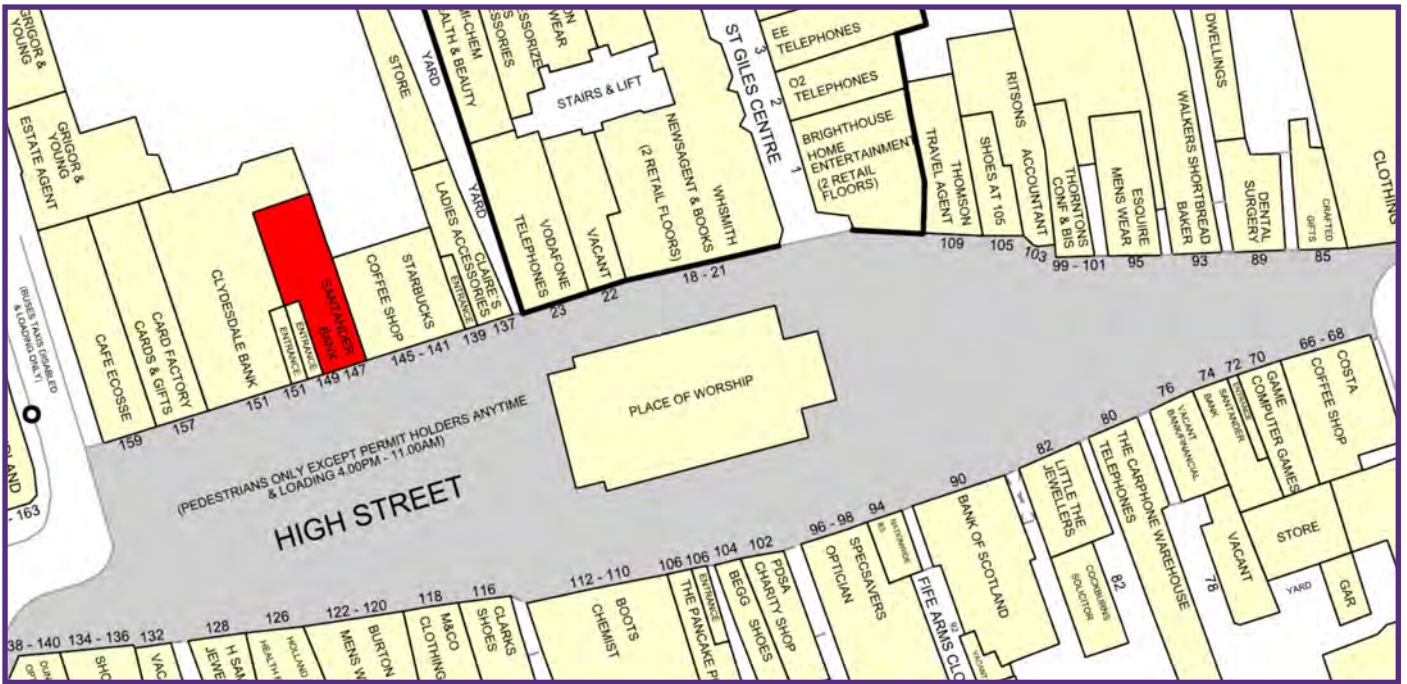 GRIGOR &
YOUNG
GRIGOR &
YOUNG
ESTATE AGENT
(BUSES TAXIS DISABLED
& LOADING ONLY)
- 163
CAFE ECOSSE
159
CARD FACTORY
CARDS & GIFTS
157
CLYDESDALE BANK
151
ENTRANCE
ENTRANCE
151
SANTANDER
BANK
149 147
STARBUCKS
COFFEE SHOP
145 - 141
STORE
YARD
YARD
CLAIRE'S
LADIES ACCESSORIES
ENTRANCE
139 137
EALTH & BEAUTY
STAIRS & LIFT
VODAFONE
TELEPHONES
23
VACANT
22
WHSMITH
NEWSAGENT & BOOKS
(2 RETAIL FLOORS)
18 - 21
ST GILES CENTRE
3
2
1
EE
TELEPHONES
O2
TELEPHONES
BRIGHTHOUSE
HOME
ENTERTAINMENT
(2 RETAIL
FLOORS)
THOMSON
TRAVEL AGENT
109
SHOES AT 105
105
RITSONS
ACCOUNTANT
103
THORNTONS
CONF & BIS
99 - 101
ESQUIRE
MENS WEAR
95
WALKERS SHORTBREAD
BAKER
93
DWELLINGS
DENTAL
SURGERY
89
CRAFTED
GIFTS
85
CLOTHING
PLACE OF WORSHIP
(PEDESTRIANS ONLY EXCEPT PERMIT HOLDERS ANYTIME
& LOADING 4.00PM - 11.00AM)
HIGH STREET
38 - 140
134 - 136
132
128
H SAM
JEWE
126
HOLLAND
HEALTH F
122 - 120
BURTON
MENS W
118
M&CO
CLOTHING
116
CLARKS
SHOES
112 - 110
BOOTS
CHEMIST
106 106
THE PANCAKE P
ENTRANCE
104
BEGG
SHOES
102
PDSA
CHARITY SHOP
96 - 98
SPECSAVERS
OPTICIAN
94
NATIONWIDE
BS
FIFE ARMS CLO
90
BANK OF SCOTLAND
92
VACANT
82
LITTLE THE
JEWELLERS
COCKBURNS
SOLICITOR
82
80
THE CARPHONE WAREHOUSE
TELEPHONES
76
VACANT
BANK/FINANCIAL
78
VACANT
74
SANTANDER
BANK
72
ENTRANCE
70
GAME
COMPUTER GAMES
66 - 68
COSTA
COFFEE SHOP
STORE
YARD
GAR